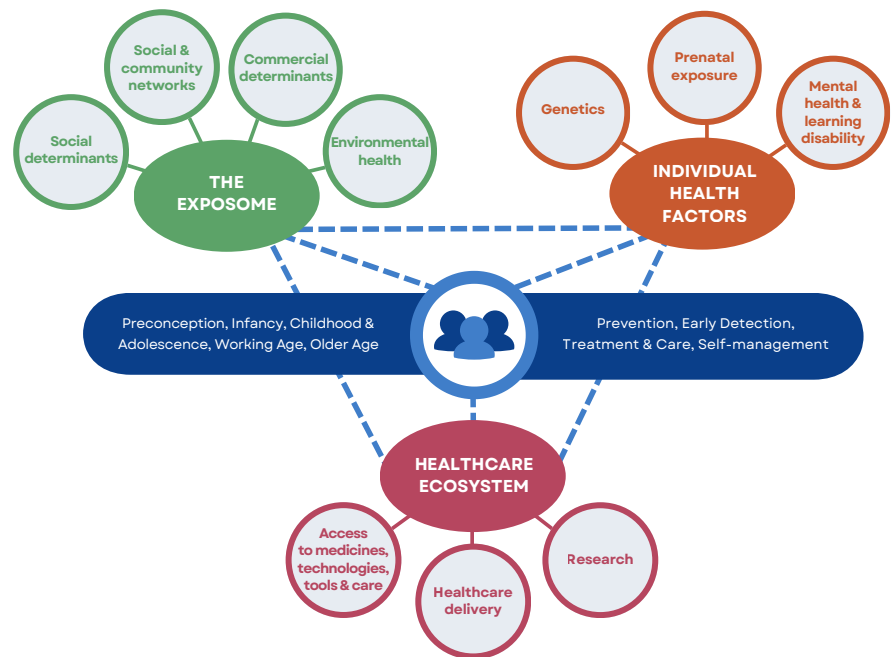 Social
determinants
Social &
community
networks
Commercial
determinants
Environmental
health
THE
EXPOSOME
Genetics
Prenatal
exposure
Mental
health &
learning
disability
INDIVIDUAL
HEALTH
FACTORS
Preconception, Infancy, Childhood &
Adolescence, Working Age, Older Age
Prevention, Early Detection,
Treatment & Care, Self-management
HEALTHCARE
ECOSYSTEM
Access
to medicines,
technologies,
tools & care
Healthcare
delivery
Research